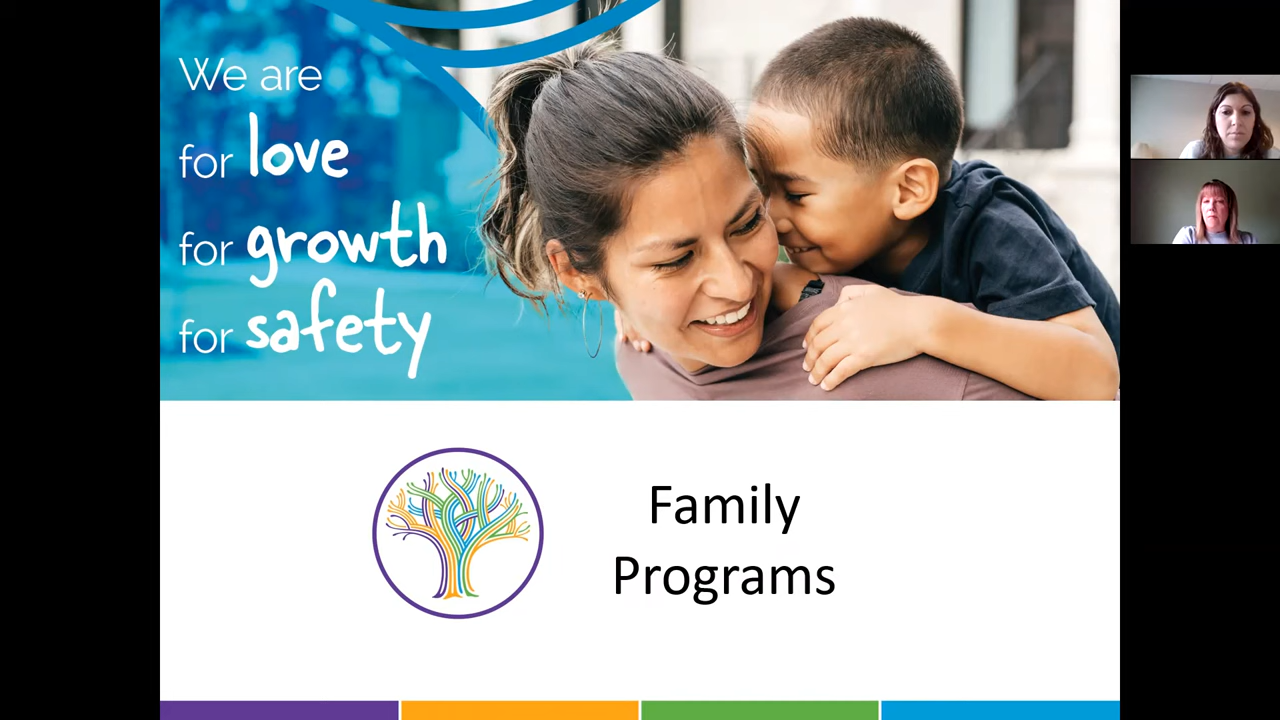 We are
for love
for growth
for safety
Family
Programs